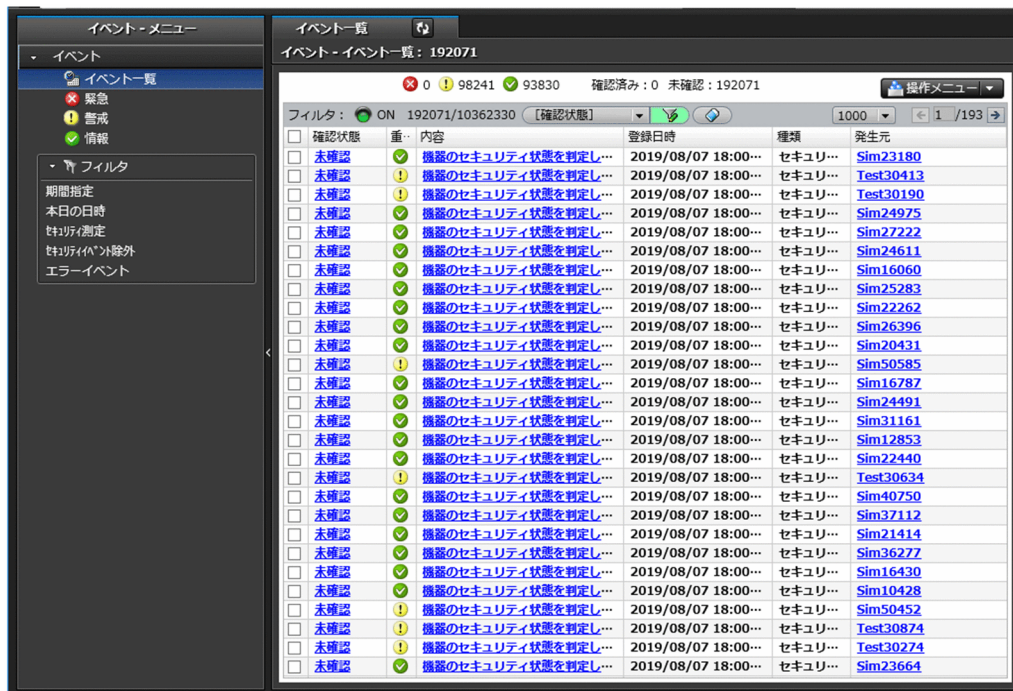 イベント - メニュー
イベント
イベント一覧
緊急
警戒
情報
フィルタ
期間指定
本日の日時
ｾｷｭﾘﾃｨ測定
ｾｷｭﾘﾃｨｲﾍﾞﾝﾄ除外
エラーイベント
イベント一覧
イベント - イベント一覧 : 192071
0 98241 93830 確認済み：0 未確認：192071
操作メニュー
フィルタ： ON 192071/10362330 [確認状態] 1000 1 /193
確認状態 重… 内容 登録日時 種類 発生元
未確認 機器のセキュリティ状態を判定し… 2019/08/07 18:00… セキュリ… Sim23180
未確認 機器のセキュリティ状態を判定し… 2019/08/07 18:00… セキュリ… Test30413
未確認 機器のセキュリティ状態を判定し… 2019/08/07 18:00… セキュリ… Test30190
未確認 機器のセキュリティ状態を判定し… 2019/08/07 18:00… セキュリ… Sim24975
未確認 機器のセキュリティ状態を判定し… 2019/08/07 18:00… セキュリ… Sim27222
未確認 機器のセキュリティ状態を判定し… 2019/08/07 18:00… セキュリ… Sim24611
未確認 機器のセキュリティ状態を判定し… 2019/08/07 18:00… セキュリ… Sim16060
未確認 機器のセキュリティ状態を判定し… 2019/08/07 18:00… セキュリ… Sim25283
未確認 機器のセキュリティ状態を判定し… 2019/08/07 18:00… セキュリ… Sim22262
未確認 機器のセキュリティ状態を判定し… 2019/08/07 18:00… セキュリ… Sim26396
未確認 機器のセキュリティ状態を判定し… 2019/08/07 18:00… セキュリ… Sim20431
未確認 機器のセキュリティ状態を判定し… 2019/08/07 18:00… セキュリ… Sim50585
未確認 機器のセキュリティ状態を判定し… 2019/08/07 18:00… セキュリ… Sim16787
未確認 機器のセキュリティ状態を判定し… 2019/08/07 18:00… セキュリ… Sim24491
未確認 機器のセキュリティ状態を判定し… 2019/08/07 18:00… セキュリ… Sim31161
未確認 機器のセキュリティ状態を判定し… 2019/08/07 18:00… セキュリ… Sim12853
未確認 機器のセキュリティ状態を判定し… 2019/08/07 18:00… セキュリ… Sim22440
未確認 機器のセキュリティ状態を判定し… 2019/08/07 18:00… セキュリ… Test30634
未確認 機器のセキュリティ状態を判定し… 2019/08/07 18:00… セキュリ… Sim40750
未確認 機器のセキュリティ状態を判定し… 2019/08/07 18:00… セキュリ… Sim37112
未確認 機器のセキュリティ状態を判定し… 2019/08/07 18:00… セキュリ… Sim21414
未確認 機器のセキュリティ状態を判定し… 2019/08/07 18:00… セキュリ… Sim36277
未確認 機器のセキュリティ状態を判定し… 2019/08/07 18:00… セキュリ… Sim16430
未確認 機器のセキュリティ状態を判定し… 2019/08/07 18:00… セキュリ… Sim10428
未確認 機器のセキュリティ状態を判定し… 2019/08/07 18:00… セキュリ… Sim50452
未確認 機器のセキュリティ状態を判定し… 2019/08/07 18:00… セキュリ… Test30874
未確認 機器のセキュリティ状態を判定し… 2019/08/07 18:00… セキュリ… Test30274
未確認 機器のセキュリティ状態を判定し… 2019/08/07 18:00… セキュリ… Sim23664